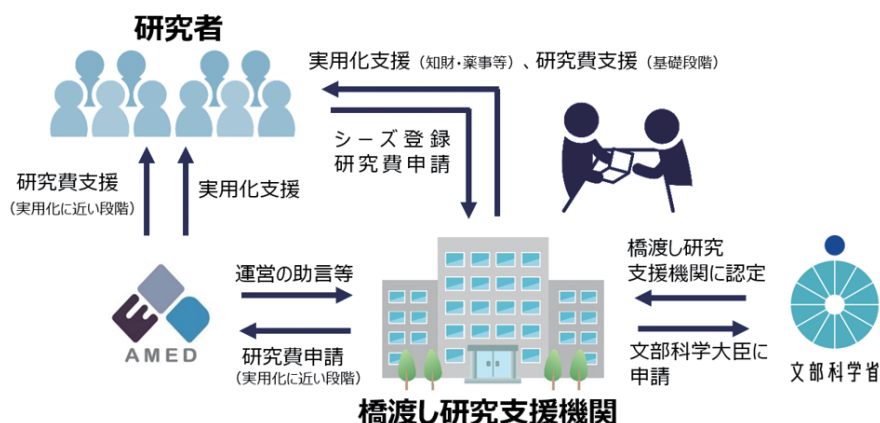 研究者
実用化支援（知財・薬事等）、研究費支援（基礎段階）
シーズ登録
研究費申請
研究費支援
（実用化に近い段階）
実用化支援
運営の助言等
研究費申請
（実用化に近い段階）
AMED
橋渡し研究
支援機関に認定
文部科学大臣に
申請
文部科学省
橋渡し研究支援機関